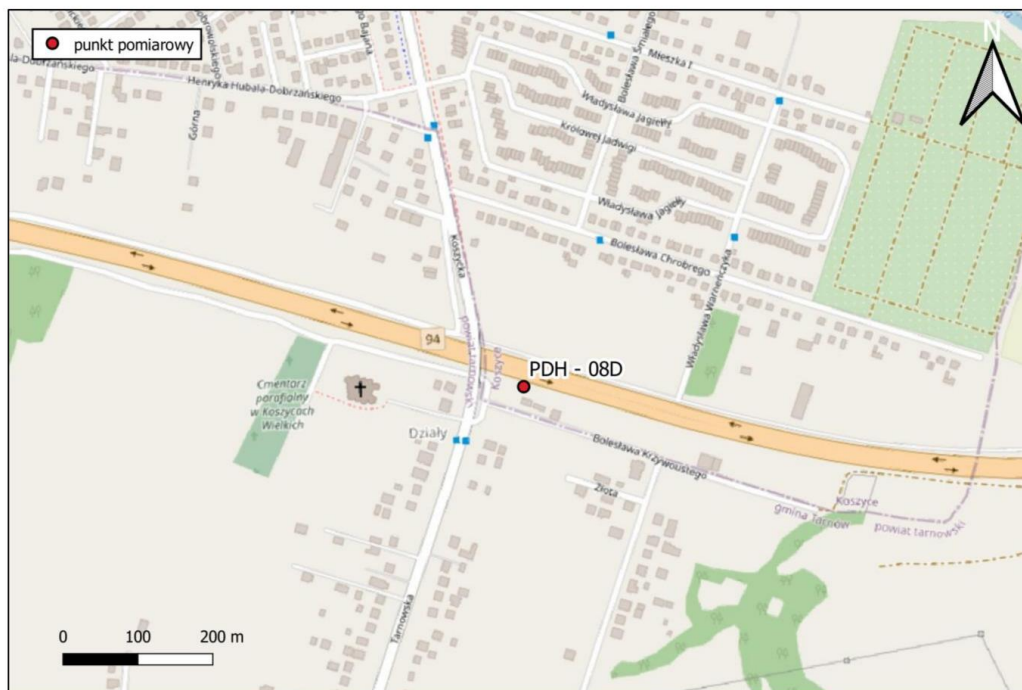 punkt pomiarowy
N
Bajana
Mieszka I
Bolesława Śmiałego
Henryka Hubala-Dobrzańskiego
Górna
Władysława Jagiełły
Królowej Jadwigi
Władysława Jagiełły
Koszycka
Bolesława Chrobrego
Władysława Warneńczyka
94
Koszyce
PDH - 08D
Cmentarz
parafialny
w Koszycach
Wielkich
Działy
Bolesława Krzywoustego
Złota
Koszyce
gmina Tarnów
powiat tarnowski
Tarnowska
0 100 200 m